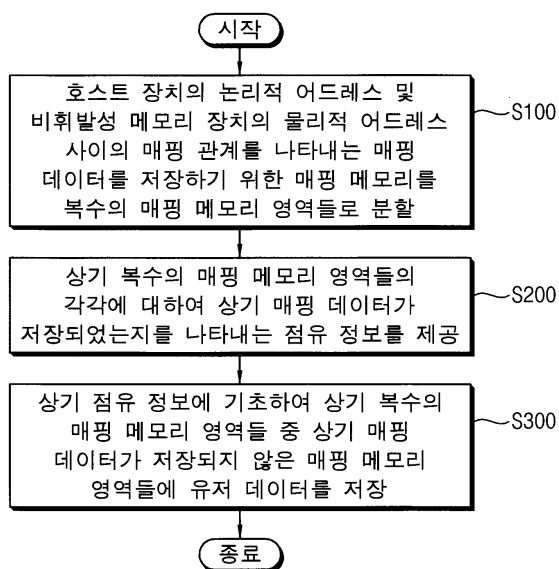 시작
호스트 장치의 논리적 어드레스 및
비휘발성 메모리 장치의 물리적 어드레스
사이의 매핑 관계를 나타내는 매핑
데이터를 저장하기 위한 매핑 메모리를
복수의 매핑 메모리 영역들로 분할
S100
상기 복수의 매핑 메모리 영역들의
각각에 대하여 상기 매핑 데이터가
저장되었는지를 나타내는 점유 정보를 제공
S200
상기 점유 정보에 기초하여 상기 복수의
매핑 메모리 영역들 중 상기 매핑
데이터가 저장되지 않은 매핑 메모리
영역들에 유저 데이터를 저장
S300
종료